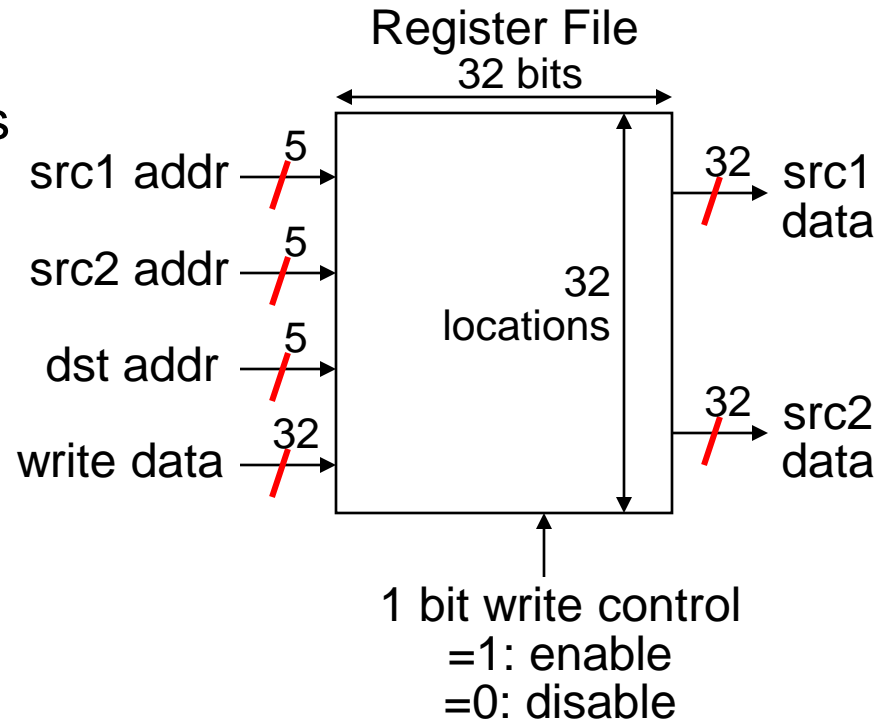 Register File
32 bits
s
src1 addr
5
src2 addr
5
dst addr
5
write data
32
32
locations
32
src1
data
32
src2
data
1 bit write control
=1: enable
=0: disable